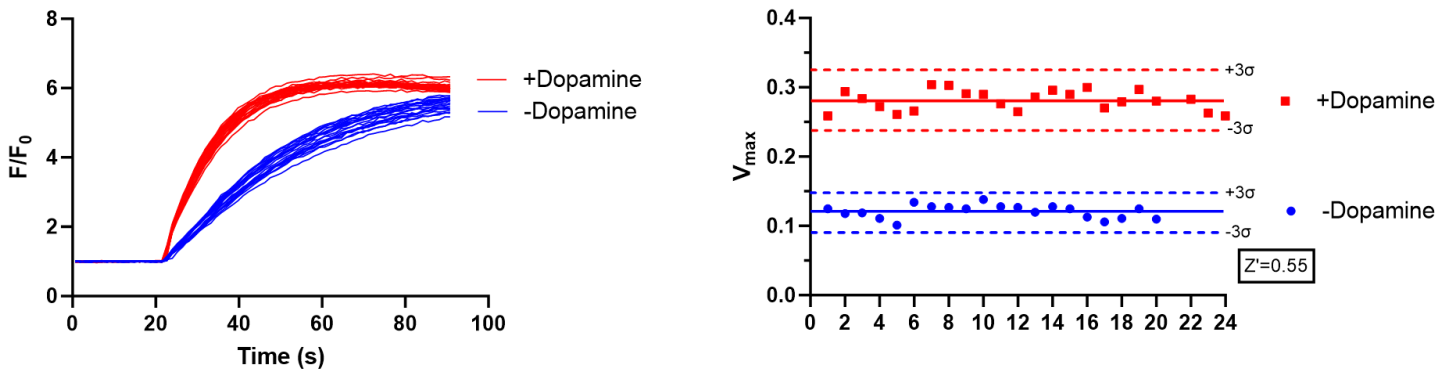 8
6
4
2
0
F/F0
0
20
40
60
80
100
Time (s)
+Dopamine
-Dopamine
0.4
0.3
0.2
0.1
0.0
Vmax
0
2
4
6
8
10
12
14
16
18
20
22
24
+3σ
-3σ
+3σ
-3σ
+Dopamine
-Dopamine
Z'=0.55